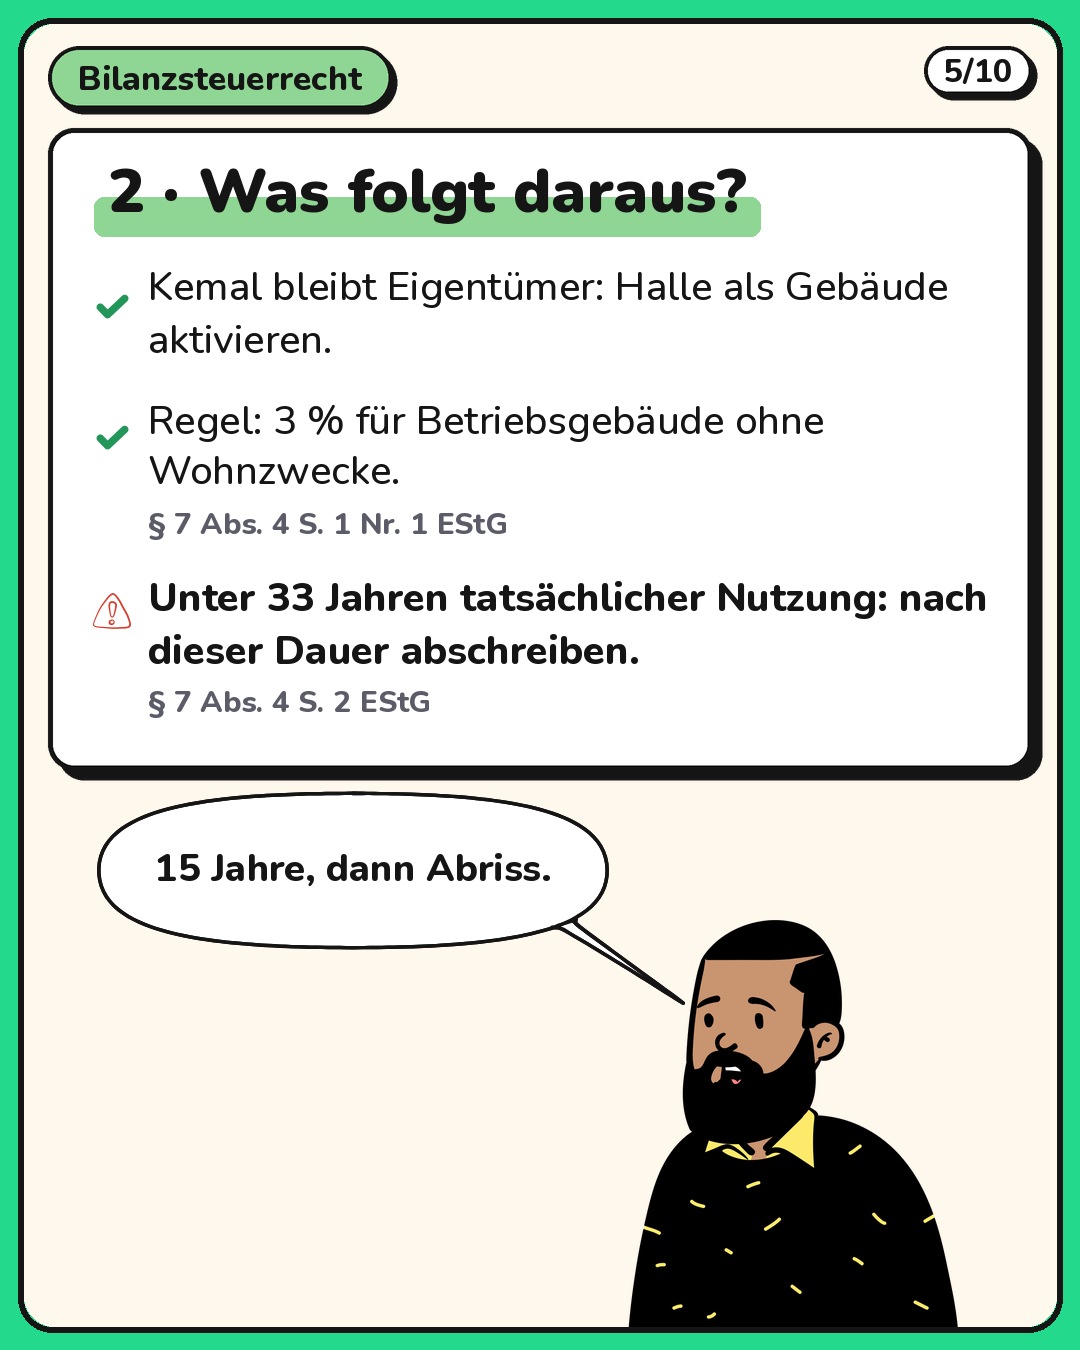 Bilanzsteuerrecht
5/10
2 · Was folgt daraus?
Kemal bleibt Eigentümer: Halle als Gebäude
aktivieren.
Regel: 3 % für Betriebsgebäude ohne
Wohnzwecke.
§ 7 Abs. 4 S. 1 Nr. 1 EStG
Unter 33 Jahren tatsächlicher Nutzung: nach
dieser Dauer abschreiben.
§ 7 Abs. 4 S. 2 EStG
15 Jahre, dann Abriss.